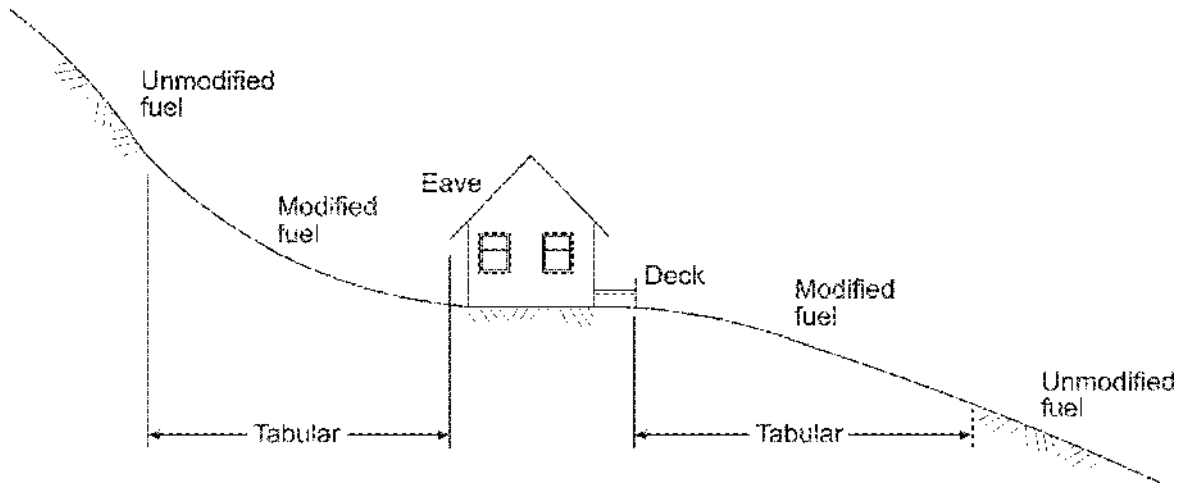 Unmodified
fuel
Eave
Modified
fuel
Deck
Modified
fuel
Unmodified
fuel
Tabular
Tabular